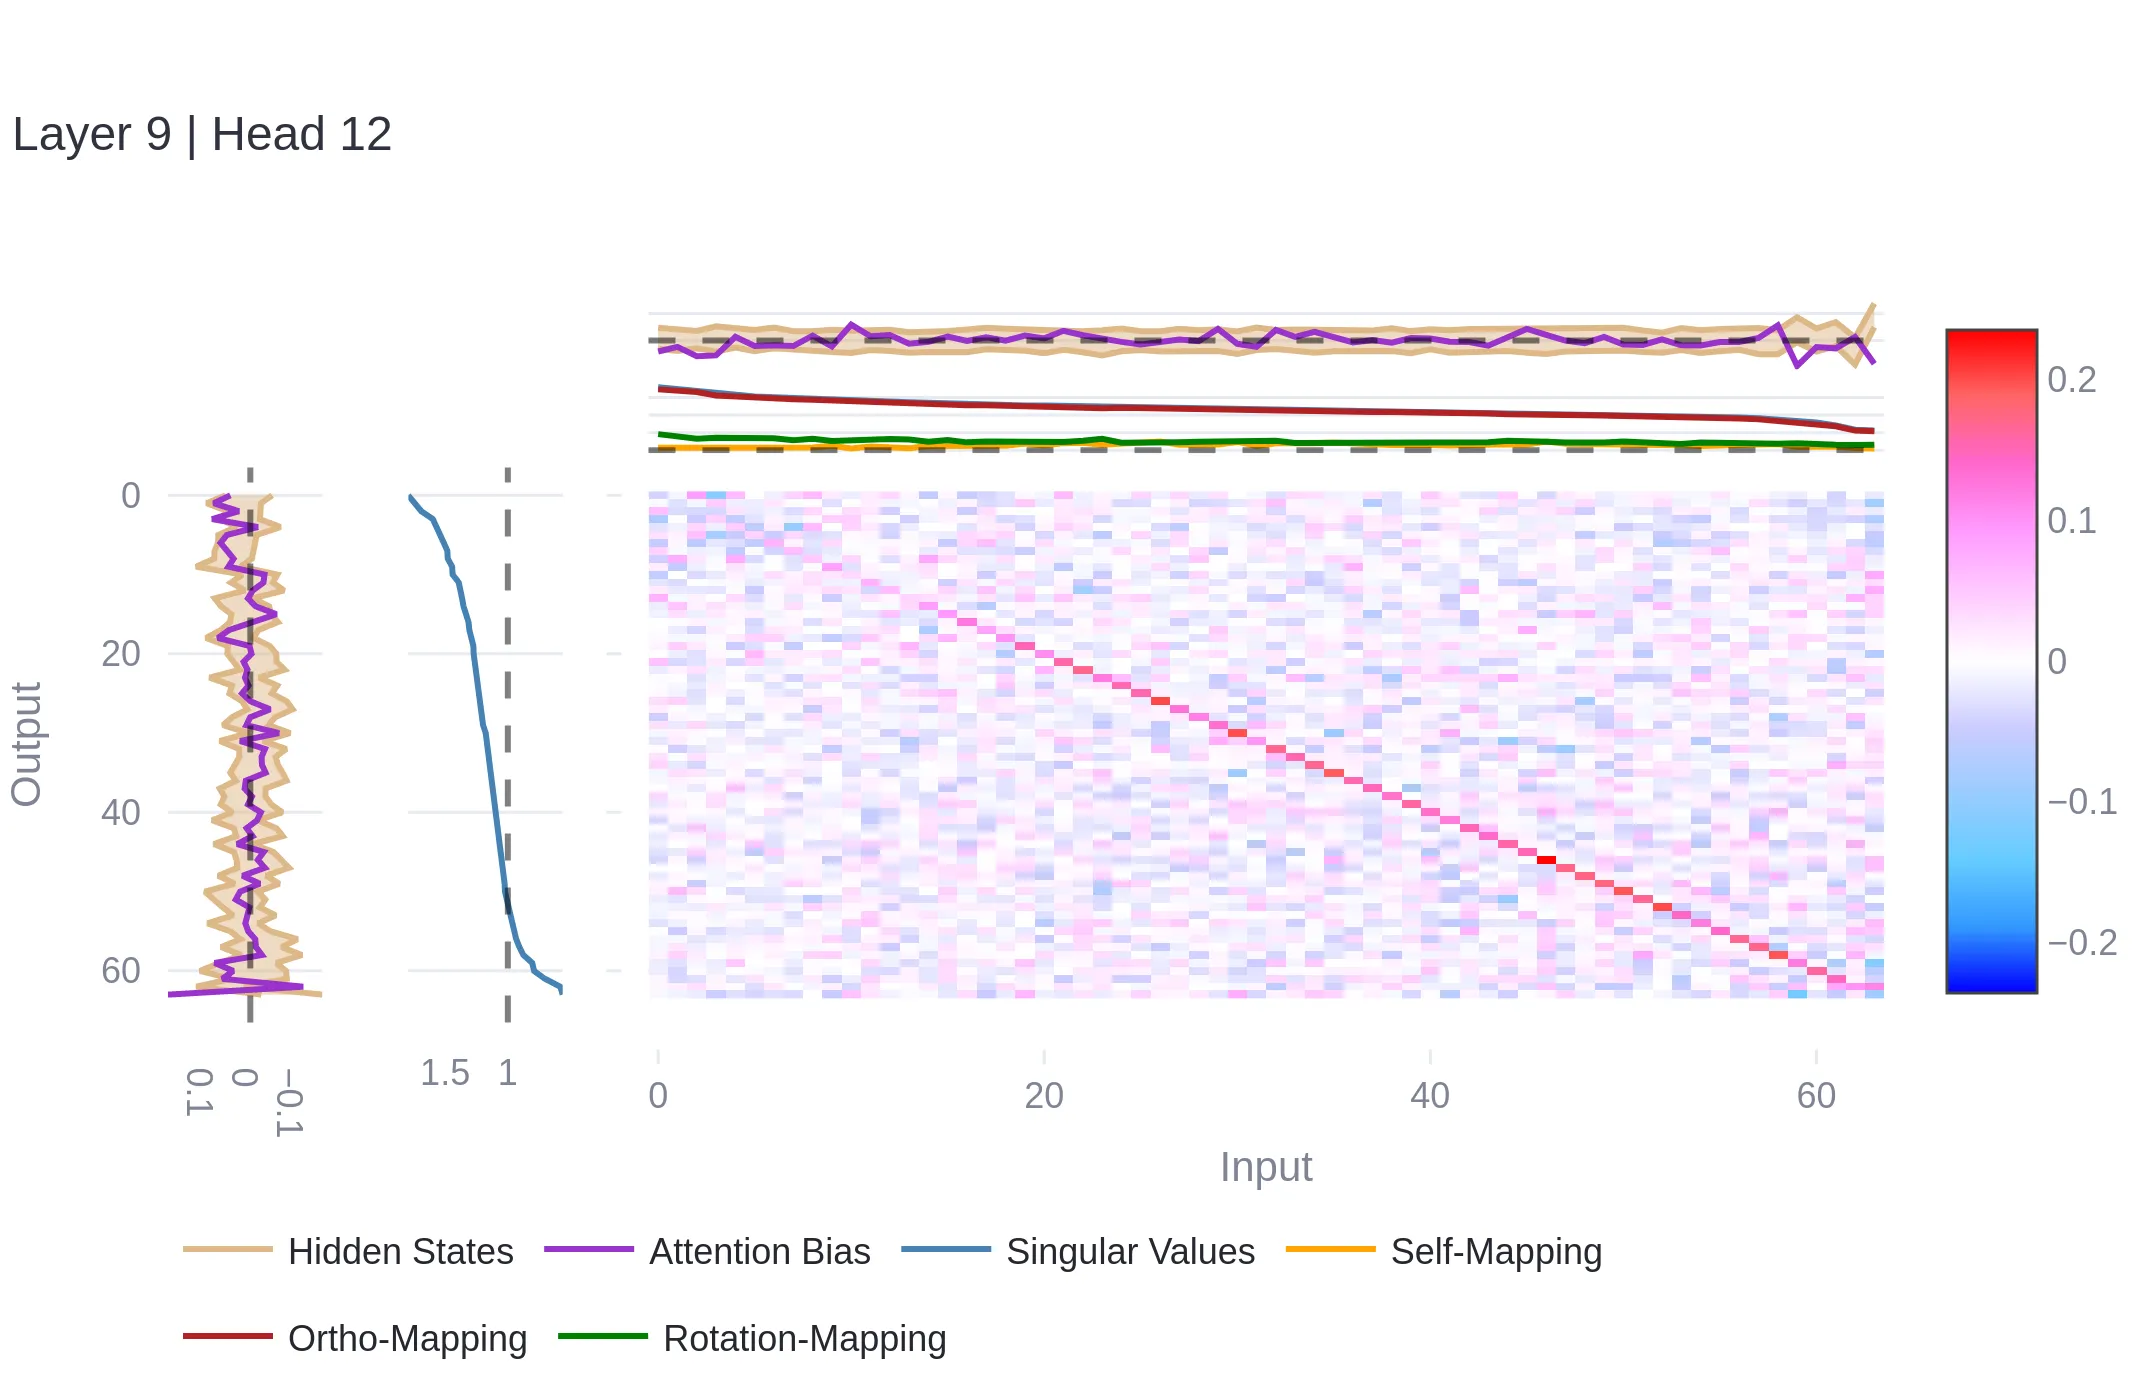 Layer 9 | Head 12
0
20
40
60
Output
0.1
0
−0.1
1.5
1
0
20
40
60
Input
0.2
0.1
0
−0.1
−0.2
Hidden States
Attention Bias
Singular Values
Self-Mapping
Ortho-Mapping
Rotation-Mapping